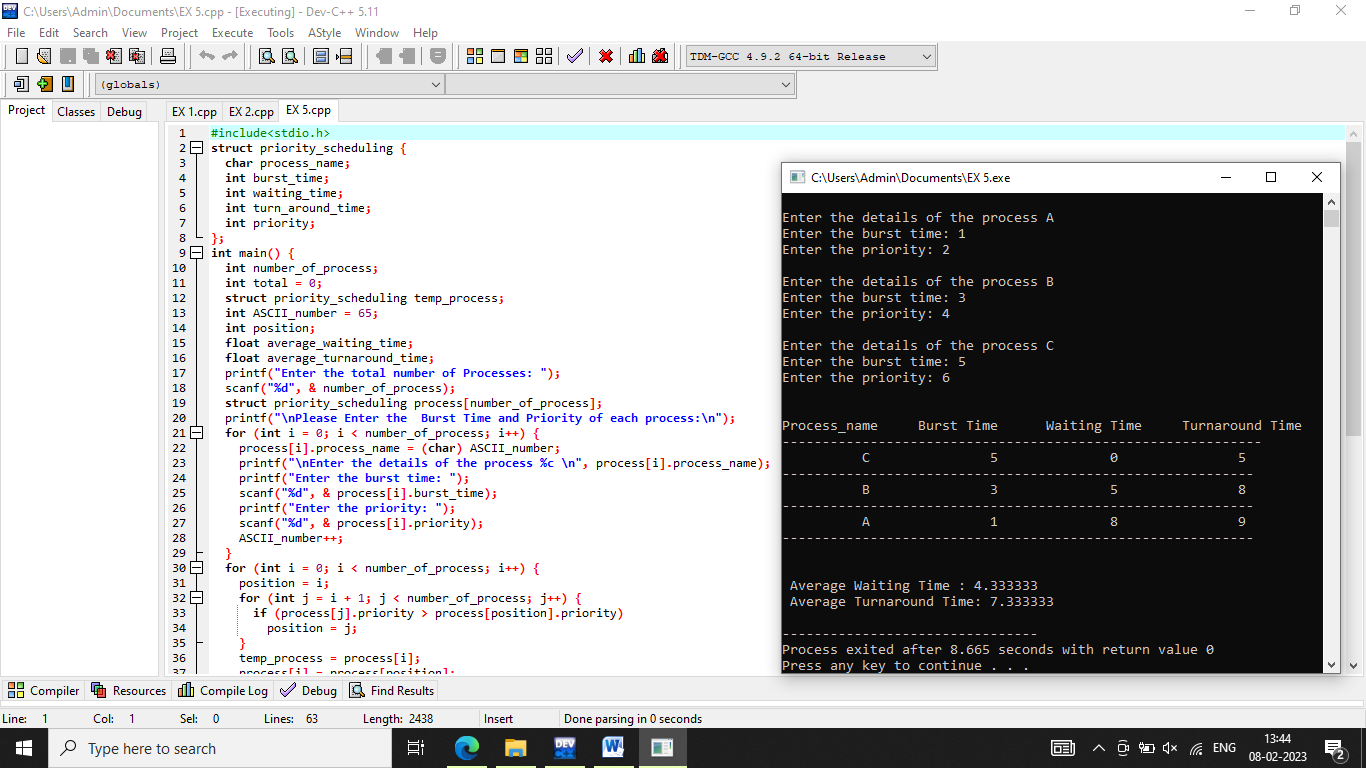 C:\Users\Admin\Documents\EX 5.cpp - [Executing] - Dev-C++ 5.11
File Edit Search View Project Execute Tools AStyle Window Help
TDM-GCC 4.9.2 64-bit Release
(globals)
Project Classes Debug
EX 1.cpp EX 2.cpp EX 5.cpp
1 #include<stdio.h>
2 struct priority_scheduling {
3 char process_name;
4 int burst_time;
5 int waiting_time;
6 int turn_around_time;
7 int priority;
8 };
9 int main() {
10 int number_of_process;
11 int total = 0;
12 struct priority_scheduling temp_process;
13 int ASCII_number = 65;
14 int position;
15 float average_waiting_time;
16 float average_turnaround_time;
17 printf("Enter the total number of Processes: ");
18 scanf("%d", & number_of_process);
19 struct priority_scheduling process[number_of_process];
20 printf("\nPlease Enter the  Burst Time and Priority of each process:\n");
21 for (int i = 0; i < number_of_process; i++) {
22 process[i].process_name = (char) ASCII_number;
23 printf("\nEnter the details of the process %c \n", process[i].process_name);
24 printf("Enter the burst time: ");
25 scanf("%d", & process[i].burst_time);
26 printf("Enter the priority: ");
27 scanf("%d", & process[i].priority);
28 ASCII_number++;
29 }
30 for (int i = 0; i < number_of_process; i++) {
31 position = i;
32 for (int j = i + 1; j < number_of_process; j++) {
33 if (process[j].priority > process[position].priority)
34 position = j;
35 }
36 temp_process = process[i];
37 process[i] = process[position];
C:\Users\Admin\Documents\EX 5.exe
Enter the details of the process A
Enter the burst time: 1
Enter the priority: 2
Enter the details of the process B
Enter the burst time: 3
Enter the priority: 4
Enter the details of the process C
Enter the burst time: 5
Enter the priority: 6
Process_name Burst Time Waiting Time Turnaround Time
------------------------------------------------------------
C 5 0 5
-----------------------------------------------------------
B 3 5 8
-----------------------------------------------------------
A 1 8 9
-----------------------------------------------------------
Average Waiting Time : 4.333333
Average Turnaround Time: 7.333333
--------------------------------
Process exited after 8.665 seconds with return value 0
Press any key to continue . . .
Compiler Resources Compile Log Debug Find Results
Line: 1 Col: 1 Sel: 0 Lines: 63 Length: 2438 Insert Done parsing in 0 seconds
Type here to search
DEV
W
ENG
13:44
08-02-2023
2